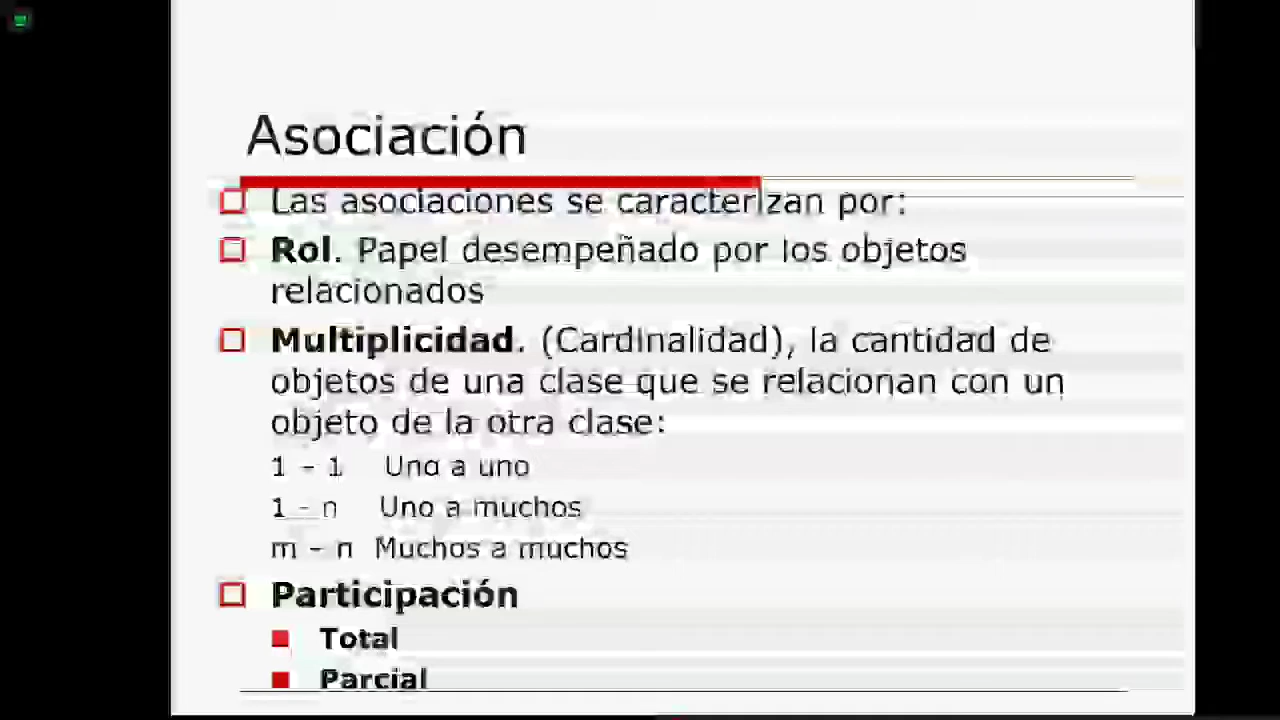 Asociación
Las asociaciones se caracterizan por:
Rol. Papel desempeñado por los objetos
relacionados
Multiplicidad. (Cardinalidad), la cantidad de
objetos de una clase que se relacionan con un
objeto de la otra clase:
1 - 1 Uno a uno
1 - n Uno a muchos
m - n Muchos a muchos
Participación
Total
Parcial